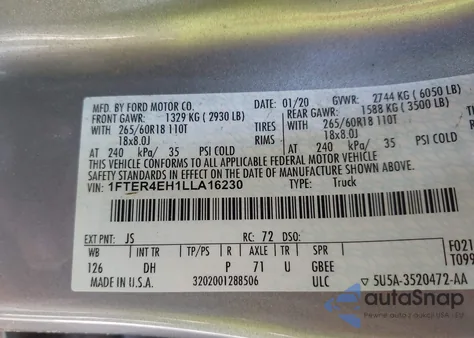 MFD. BY FORD MOTOR CO. DATE: 01/20 GVWR: 2744 KG (6050 LB)
FRONT GAWR: 1329 KG (2930 LB) REAR GAWR: 1588 KG (3500 LB)
WITH 265/60R18 110T TIRES WITH 265/60R18 110T
18x8.0J RIMS 18x8.0J
AT 240 kPa/ 35 PSI COLD AT 240 kPa/ 35 PSI COLD
THIS VEHICLE CONFORMS TO ALL APPLICABLE FEDERAL MOTOR VEHICLE
SAFETY STANDARDS IN EFFECT ON THE DATE OF MANUFACTURE SHOWN ABOVE.
VIN: 1FTER4EH1LLA16230 TYPE: Truck
EXT PNT: JS RC: 72 DSO: F021
WB INT TR TP/PS R AXLE TR SPR T099
126 DH P 71 U GBEE
MADE IN U.S.A. 3202001288506 ULC 5U5A-3520472-AA
autoSnap